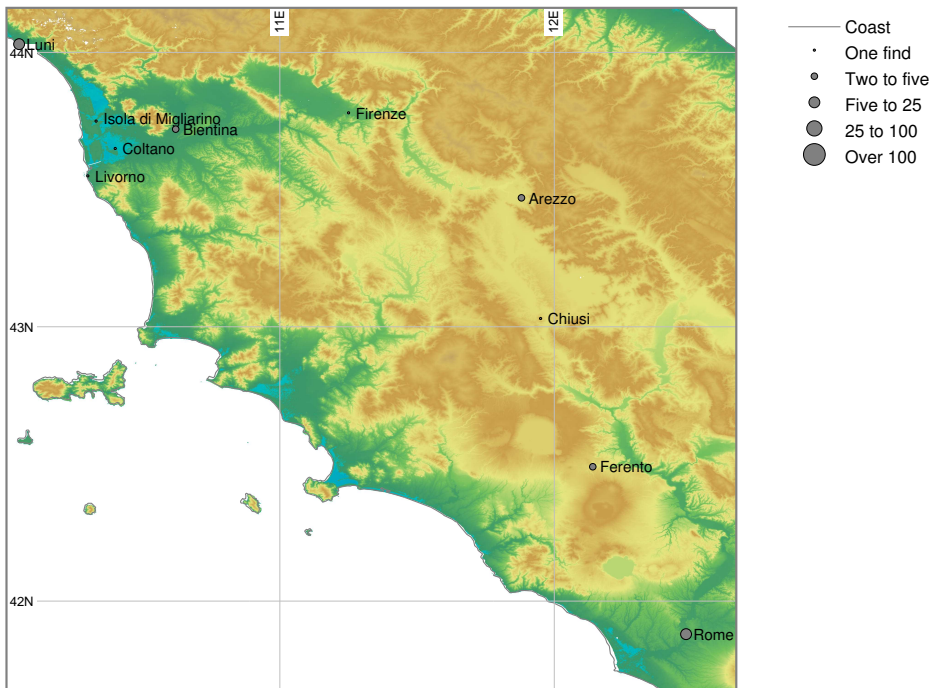 11E
12E
Luni
44N
Isola di Migliarino
Bientina
Firenze
Coltano
Livorno
Arezzo
Chiusi
43N
Ferento
42N
Rome
Coast
One find
Two to five
Five to 25
25 to 100
Over 100